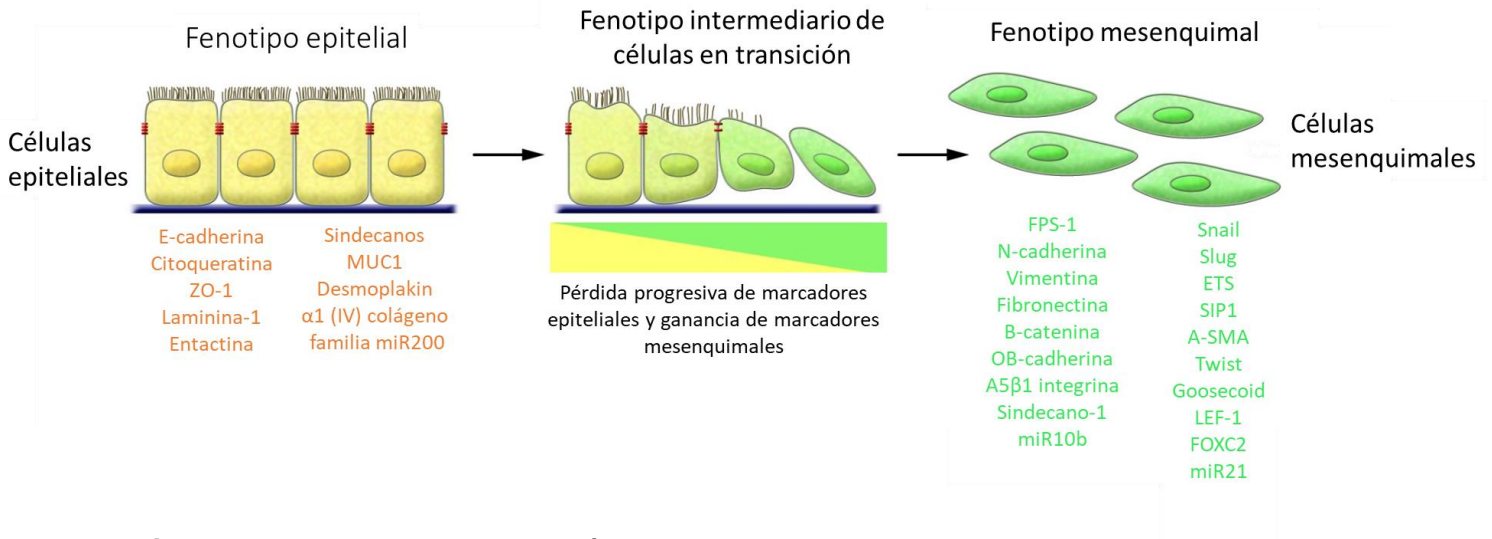 Fenotipo epitelial
Fenotipo intermediario de
células en transición
Fenotipo mesenquimal
Células
epiteliales
Células
mesenquimales
E-cadherina
Citoqueratina
ZO-1
Laminina-1
Entactina
Sindecanos
MUC1
Desmoplakin
α1 (IV) colágeno
familia miR200
Pérdida progresiva de marcadores
epiteliales y ganancia de marcadores
mesenquimales
FPS-1
N-cadherina
Vimentina
Fibronectina
B-catenina
OB-cadherina
A5β1 integrina
Sindecano-1
miR10b
Snail
Slug
ETS
SIP1
A-SMA
Twist
Goosecoid
LEF-1
FOXC2
miR21